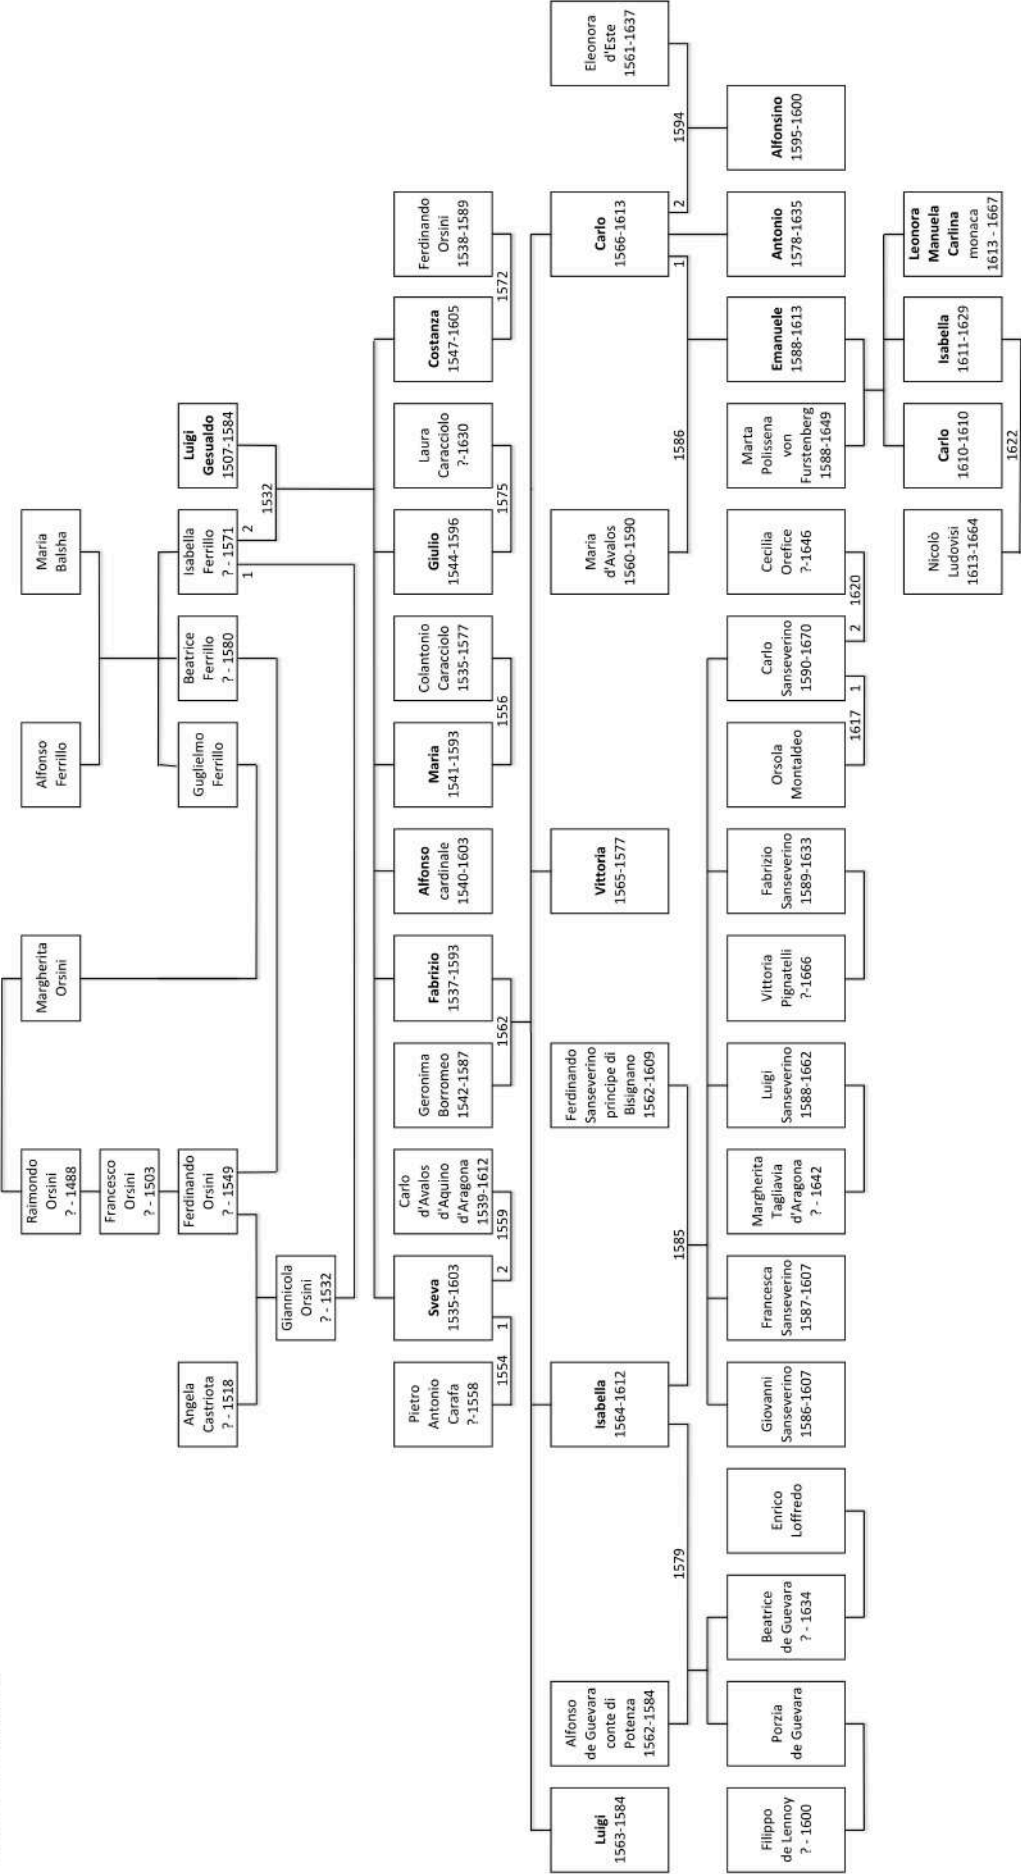 Raimondo
Orsini
? - 1488
Margherita
Orsini
Alfonso
Ferrillo
Maria
Balsha
Francesco
Orsini
? - 1503
Angela
Castriota
? - 1518
Ferdinando
Orsini
? - 1549
Guglielmo
Ferrillo
Beatrice
Ferrillo
? - 1580
Isabella
Ferrillo
? - 1571
Luigi
Gesualdo
1507-1584
1
2
1532
Giannicola
Orsini
? - 1532
Pietro
Antonio
Carafa
?-1558
Sveva
1535-1603
Carlo
d'Avalos
d'Aquino
d'Aragona
1539-1612
Geronima
Borromeo
1542-1587
Fabrizio
1537-1593
Alfonso
cardinale
1540-1603
Maria
1541-1593
Colantonio
Caracciolo
1535-1577
Giulio
1544-1596
Laura
Caracciolo
?-1630
Costanza
1547-1605
Ferdinando
Orsini
1538-1589
1554
1
2
1559
1562
1556
1575
1572
Luigi
1563-1584
Alfonso
de Guevara
conte di
Potenza
1562-1584
Isabella
1564-1612
Ferdinando
Sanseverino
principe di
Bisignano
1562-1609
Vittoria
1565-1577
Maria
d'Avalos
1560-1590
Carlo
1566-1613
Eleonora
d'Este
1561-1637
1579
1585
1586
1
2
1594
Filippo
de Lennoy
? - 1600
Porzia
de Guevara
Beatrice
de Guevara
? - 1634
Enrico
Loffredo
Giovanni
Sanseverino
1586-1607
Francesca
Sanseverino
1587-1607
Margherita
Tagliavia
d'Aragona
? - 1642
Luigi
Sanseverino
1588-1662
Vittoria
Pignatelli
?-1666
Fabrizio
Sanseverino
1589-1633
Orsola
Montaldeo
Carlo
Sanseverino
1590-1670
Cecilia
Orefice
?-1646
Marta
Polissena
von
Furstenberg
1588-1649
Emanuele
1588-1613
Antonio
1578-1635
Alfonsino
1595-1600
1617
1
2
1620
Nicolò
Ludovisi
1613-1664
Carlo
1610-1610
Isabella
1611-1629
Leonora
Manuela
Carlina
monaca
1613 - 1667
1622